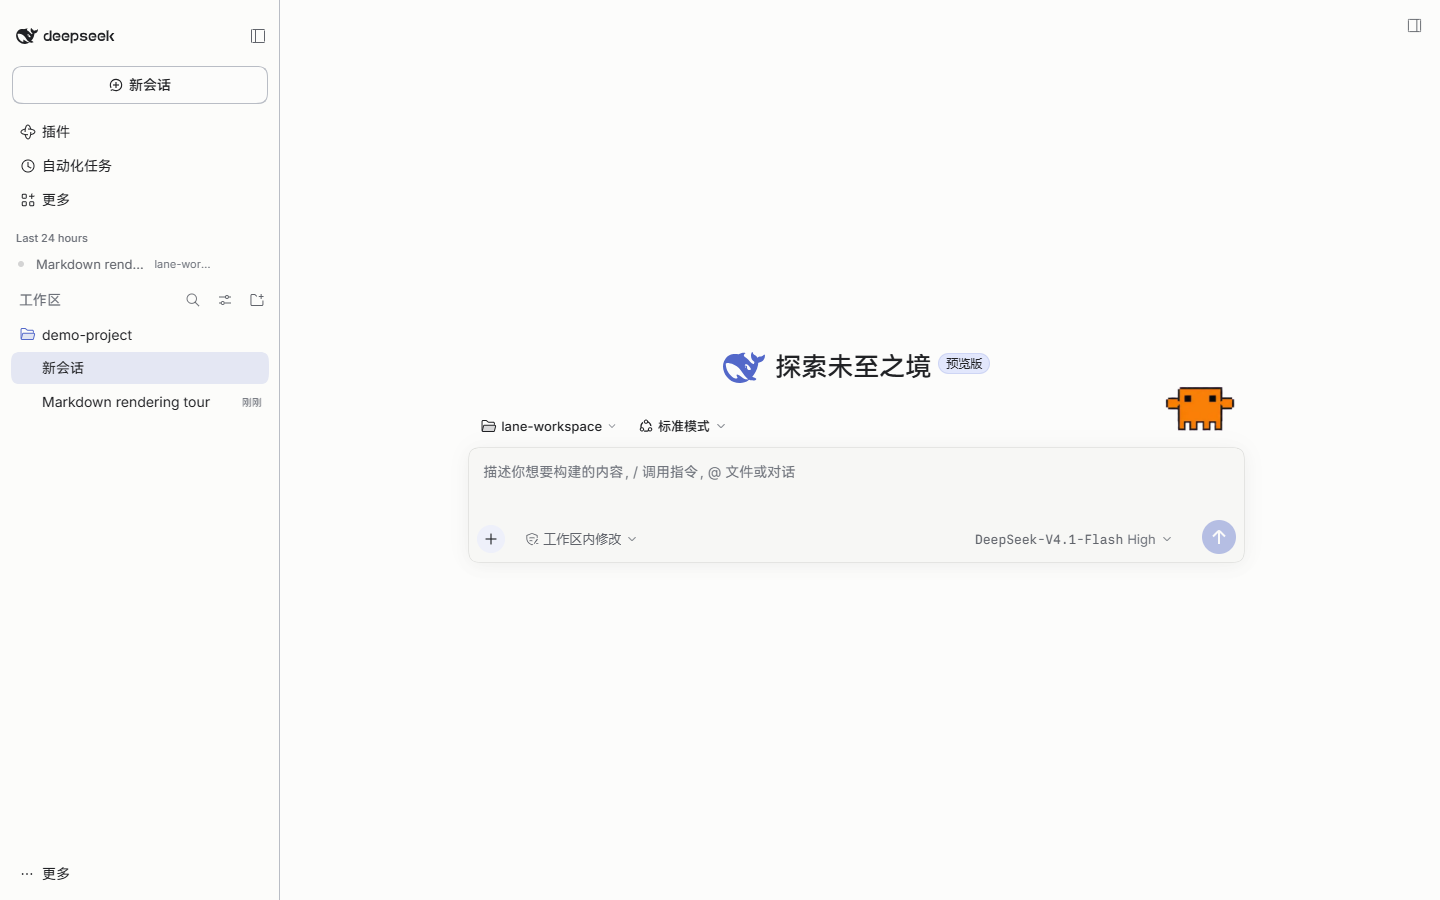 deepseek
新会话
插件
自动化任务
更多
Last 24 hours
Markdown rend... lane-wor...
工作区
demo-project
新会话
Markdown rendering tour 刚刚
更多
探索未至之境 预览版
lane-workspace 标准模式
描述你想要构建的内容, / 调用指令, @ 文件或对话
工作区内修改 DeepSeek-V4.1-Flash High